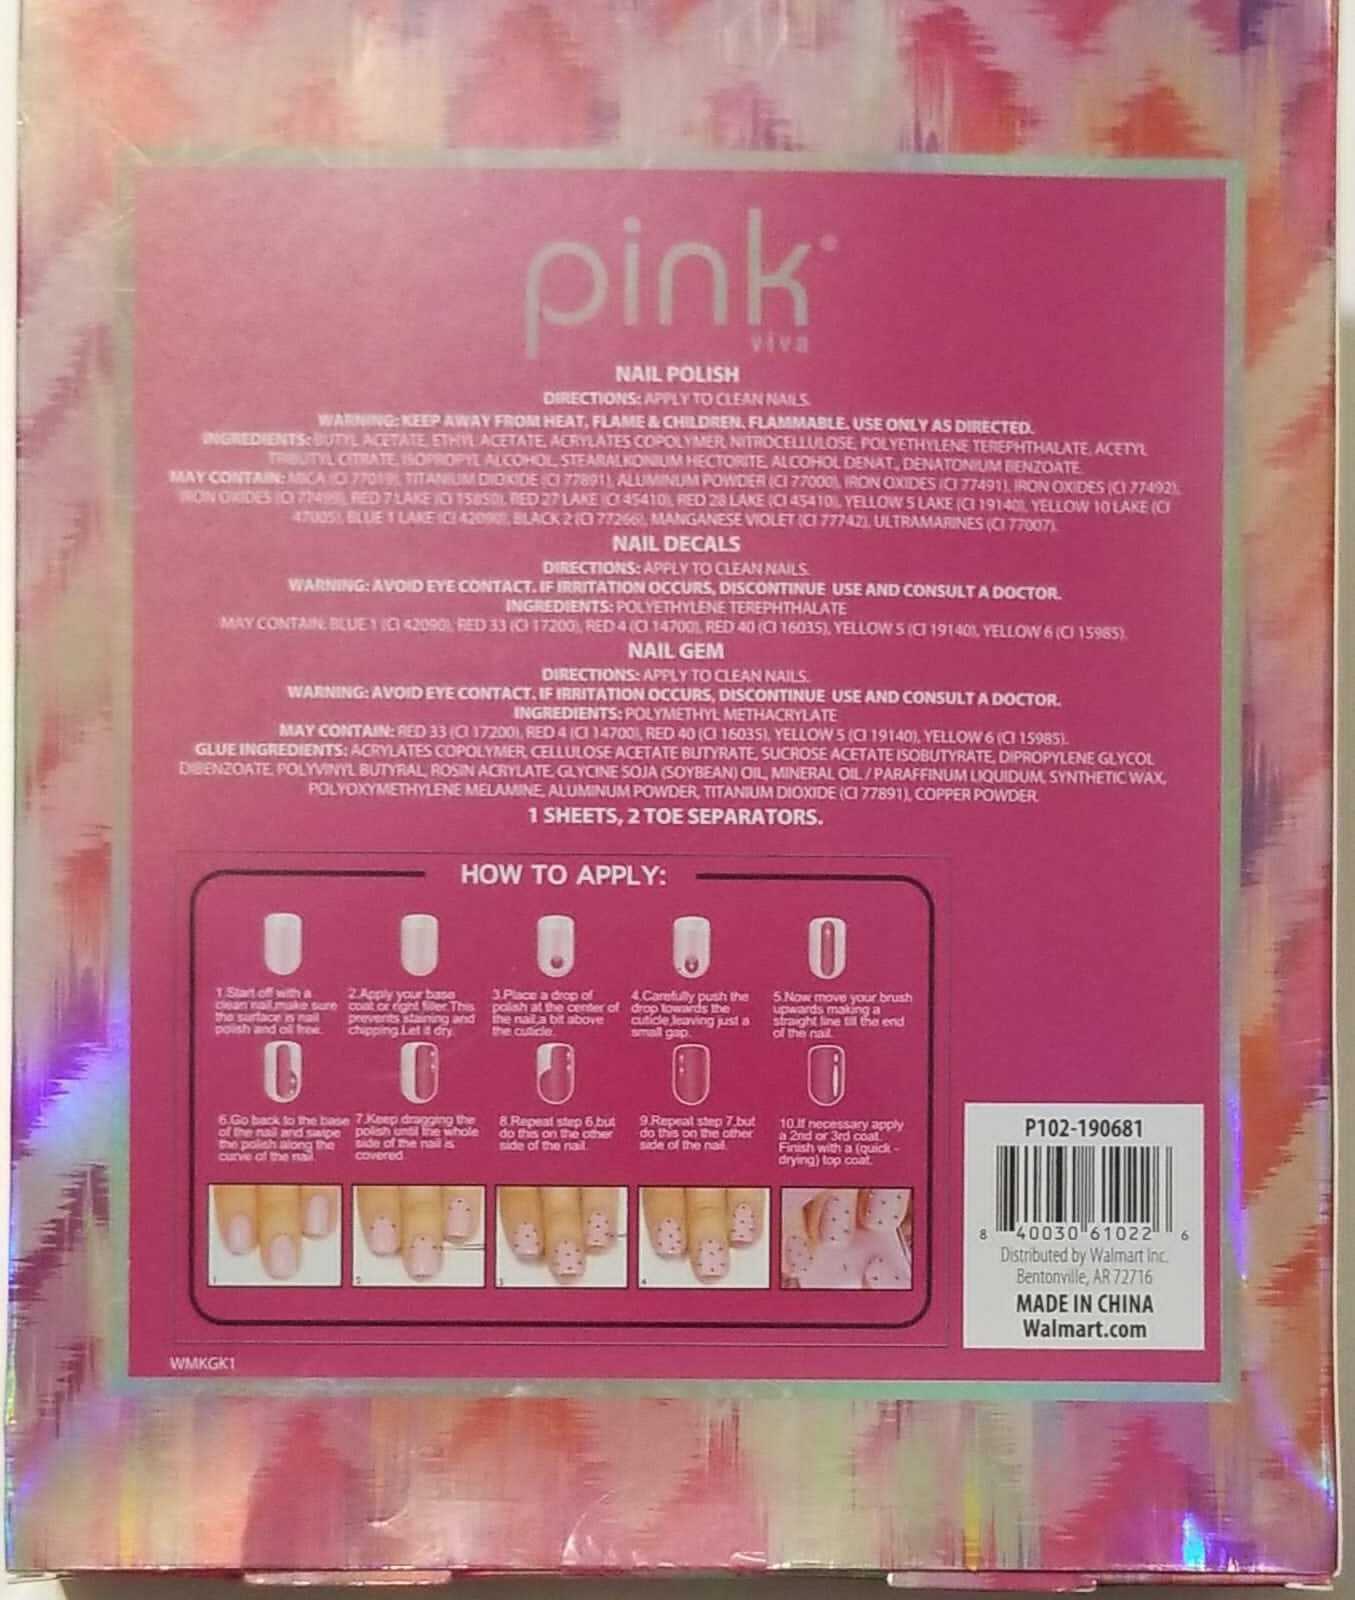 pink
viva
NAIL POLISH
DIRECTIONS: APPLY TO CLEAN NAILS.
WARNING: KEEP AWAY FROM HEAT, FLAME & CHILDREN. FLAMMABLE. USE ONLY AS DIRECTED.
INGREDIENTS: BUTYL ACETATE, ETHYL ACETATE, ACRYLATES COPOLYMER, NITROCELLULOSE, POLYETHYLENE TEREPHTHALATE, ACETYL
TRIBUTYL CITRATE, ISOPROPYL ALCOHOL, STEARALKONIUM HECTORITE, ALCOHOL DENAT., DENATONIUM BENZOATE.
MAY CONTAIN: MICA (CI 77019), TITANIUM DIOXIDE (CI 77891), ALUMINUM POWDER (CI 77000), IRON OXIDES (CI 77491), IRON OXIDES (CI 77492),
IRON OXIDES (CI 77499), RED 7 LAKE (CI 15850), RED 27 LAKE (CI 45410), RED 28 LAKE (CI 45410), YELLOW 5 LAKE (CI 19140), YELLOW 10 LAKE (CI
47005), BLUE 1 LAKE (CI 42090), BLACK 2 (CI 77266), MANGANESE VIOLET (CI 77742), ULTRAMARINES (CI 77007).
NAIL DECALS
DIRECTIONS: APPLY TO CLEAN NAILS.
WARNING: AVOID EYE CONTACT. IF IRRITATION OCCURS, DISCONTINUE USE AND CONSULT A DOCTOR.
INGREDIENTS: POLYETHYLENE TEREPHTHALATE
MAY CONTAIN: BLUE 1 (CI 42090), RED 33 (CI 17200), RED 4 (CI 14700), RED 40 (CI 16035), YELLOW 5 (CI 19140), YELLOW 6 (CI 15985).
NAIL GEM
DIRECTIONS: APPLY TO CLEAN NAILS.
WARNING: AVOID EYE CONTACT. IF IRRITATION OCCURS, DISCONTINUE USE AND CONSULT A DOCTOR.
INGREDIENTS: POLYMETHYL METHACRYLATE
MAY CONTAIN: RED 33 (CI 17200), RED 4 (CI 14700), RED 40 (CI 16035), YELLOW 5 (CI 19140), YELLOW 6 (CI 15985).
GLUE INGREDIENTS: ACRYLATES COPOLYMER, CELLULOSE ACETATE BUTYRATE, SUCROSE ACETATE ISOBUTYRATE, DIPROPYLENE GLYCOL
DIBENZOATE, POLYVINYL BUTYRAL, ROSIN ACRYLATE, GLYCINE SOJA (SOYBEAN) OIL, MINERAL OIL / PARAFFINUM LIQUIDUM, SYNTHETIC WAX,
POLYOXYMETHYLENE MELAMINE, ALUMINUM POWDER, TITANIUM DIOXIDE (CI 77891), COPPER POWDER.
1 SHEETS, 2 TOE SEPARATORS.
HOW TO APPLY:
1.Start off with a
clean nail,make sure
the surface is nail
polish and oil free.
2.Apply your base
coat or right filler.This
prevents staining and
chipping.Let it dry.
3.Place a drop of
polish at the center of
the nail,a bit above
the cuticle.
4.Carefully push the
drop towards the
cuticle,leaving just a
small gap.
5.Now move your brush
upwards making a
straight line till the end
of the nail.
6.Go back to the base
of the nail and swipe
the polish along the
curve of the nail.
7.Keep dragging the
polish until the whole
side of the nail is
covered.
8.Repeat step 6,but
do this on the other
side of the nail.
9.Repeat step 7,but
do this on the other
side of the nail.
10.If necessary apply
a 2nd or 3rd coat.
Finish with a (quick -
drying) top coat.
1
2
3
4
P102-190681
8 40030 61022 6
Distributed by Walmart Inc.
Bentonville, AR 72716
MADE IN CHINA
Walmart.com
WMKGK1